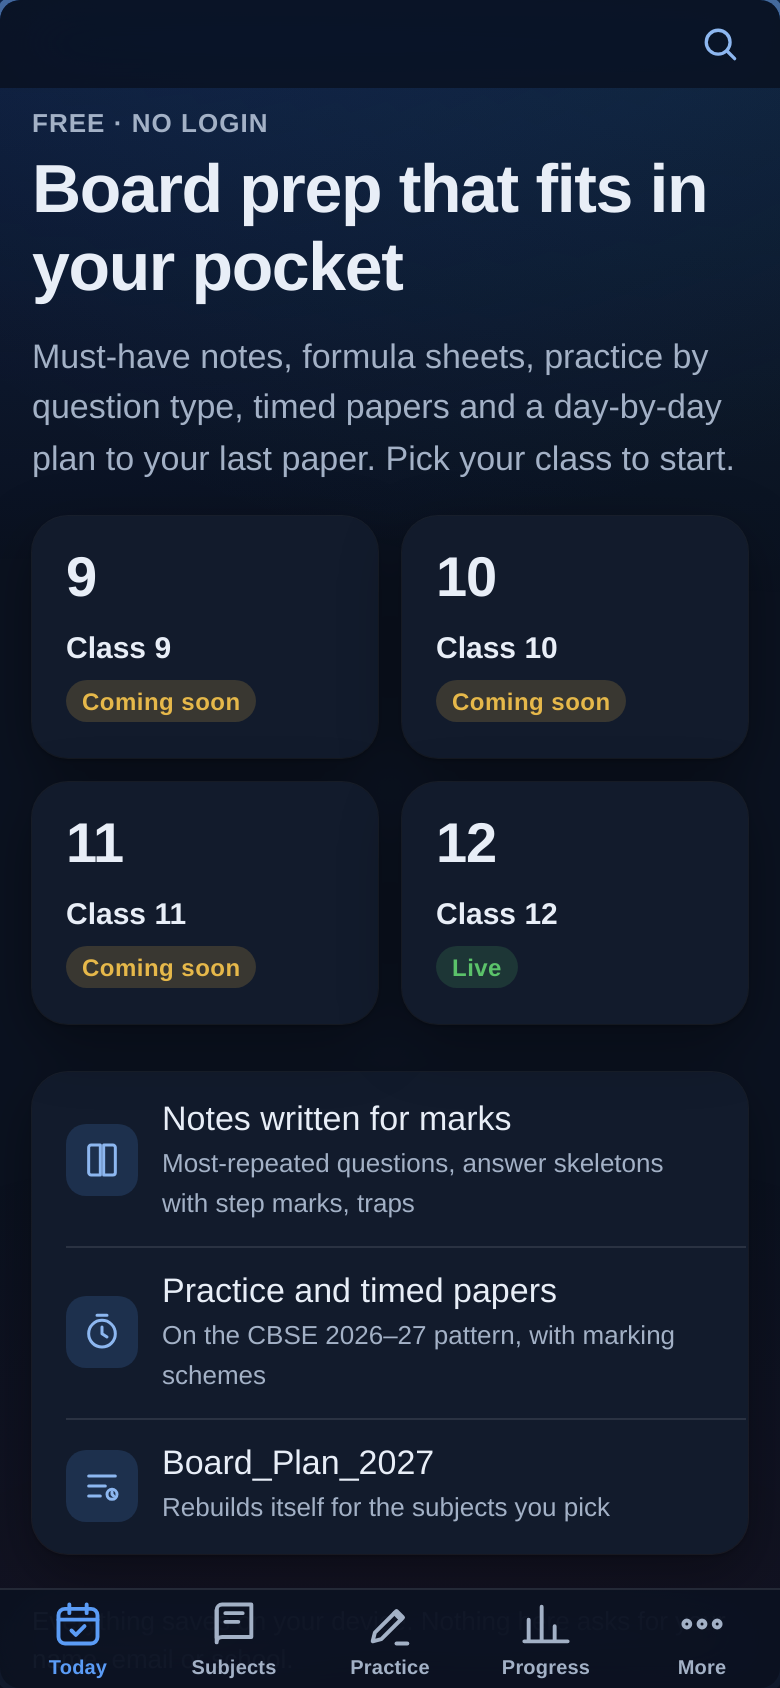 FREE · NO LOGIN
Board prep that fits in
your pocket
Must-have notes, formula sheets, practice by
question type, timed papers and a day-by-day
plan to your last paper. Pick your class to start.
9
Class 9
Coming soon
10
Class 10
Coming soon
11
Class 11
Coming soon
12
Class 12
Live
Notes written for marks
Most-repeated questions, answer skeletons
with step marks, traps
Practice and timed papers
On the CBSE 2026–27 pattern, with marking
schemes
Board_Plan_2027
Rebuilds itself for the subjects you pick
Today
Subjects
Practice
Progress
More